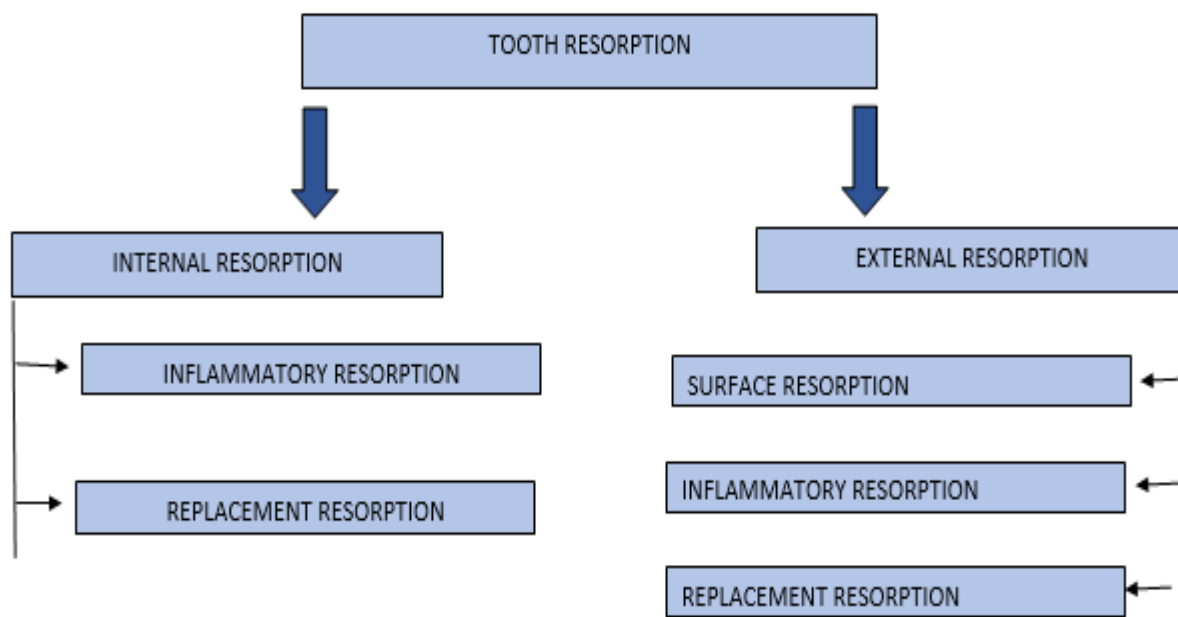 TOOTH RESORPTION
INTERNAL RESORPTION
INFLAMMATORY RESORPTION
REPLACEMENT RESORPTION
EXTERNAL RESORPTION
SURFACE RESORPTION
INFLAMMATORY RESORPTION
REPLACEMENT RESORPTION